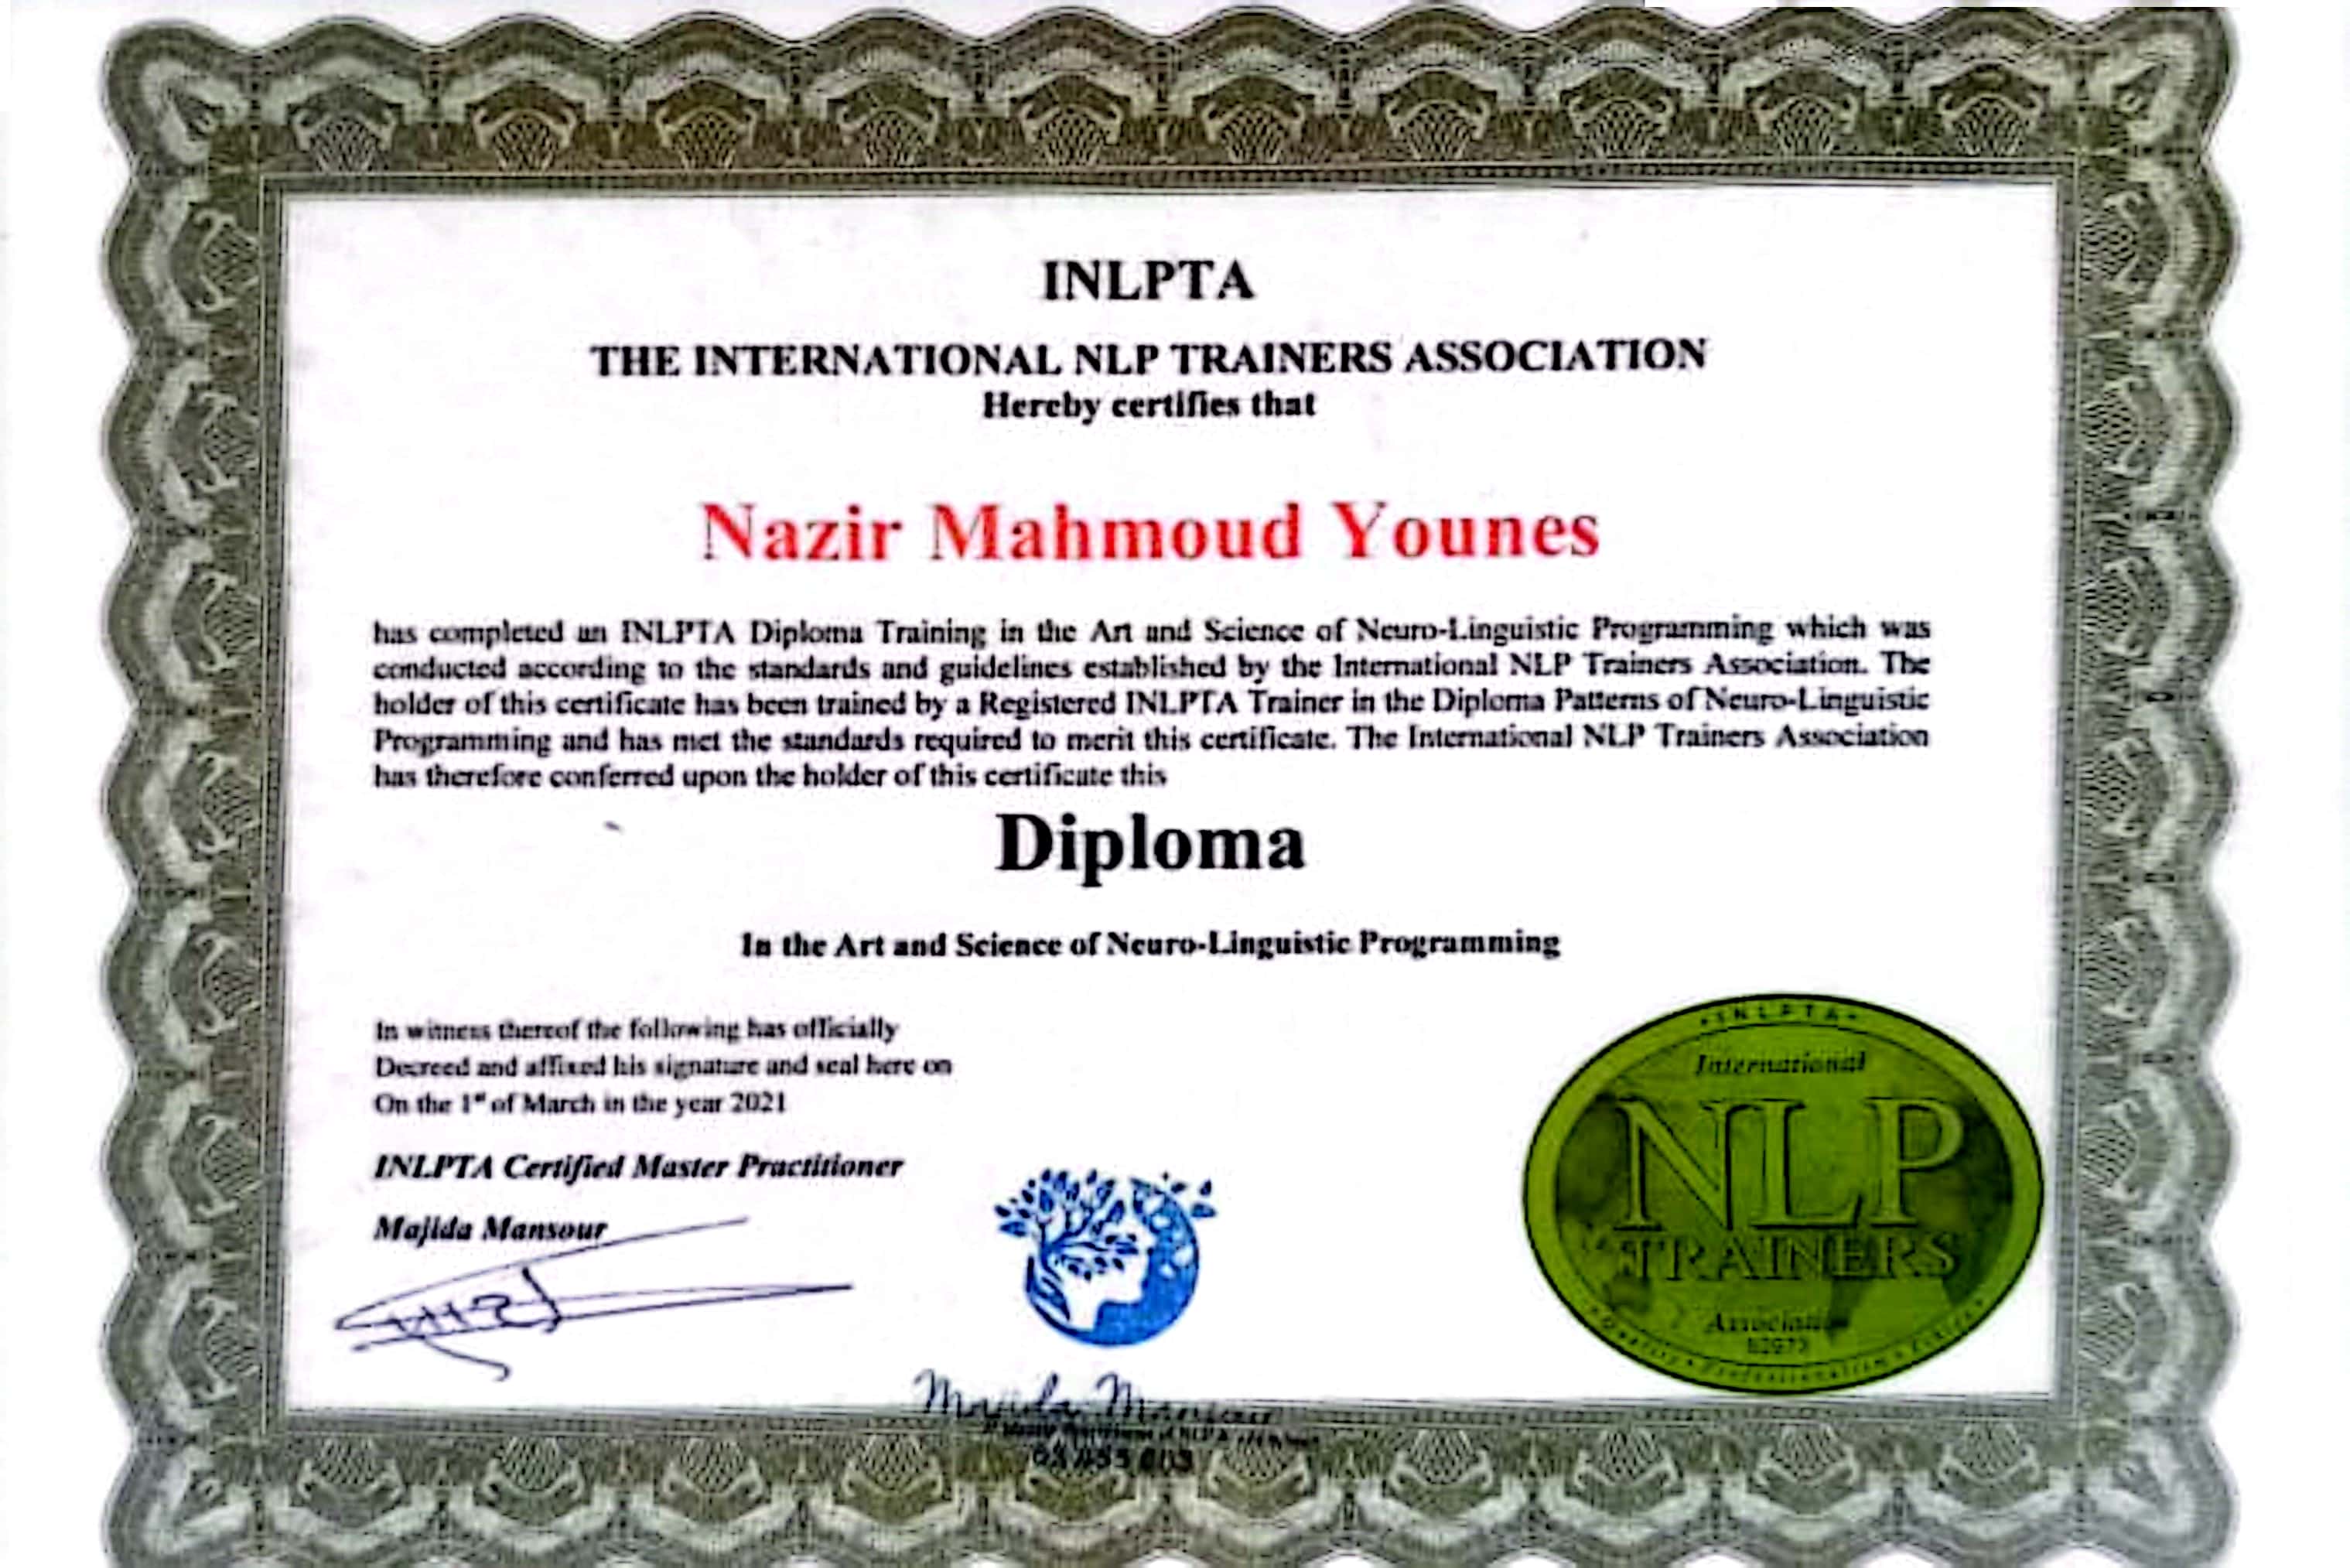 INLPTA
THE INTERNATIONAL NLP TRAINERS ASSOCIATION
Hereby certifies that
Nazir Mahmoud Younes
has completed an INLPTA Diploma Training in the Art and Science of Neuro-Linguistic Programming which was
conducted according to the standards and guidelines established by the International NLP Trainers Association. The
holder of this certificate has been trained by a Registered INLPTA Trainer in the Diploma Patterns of Neuro-Linguistic
Programming and has met the standards required to merit this certificate. The International NLP Trainers Association
has therefore conferred upon the holder of this certificate this
Diploma
In the Art and Science of Neuro-Linguistic Programming
In witness thereof the following has officially
Decreed and affixed his signature and seal here on
On the 1st of March in the year 2021
INLPTA Certified Master Practitioner
Majida Mansour
Majida Mansour
• INLPTA •
International
NLP
TRAINERS
Association
Quality • Professionalism • Ethics